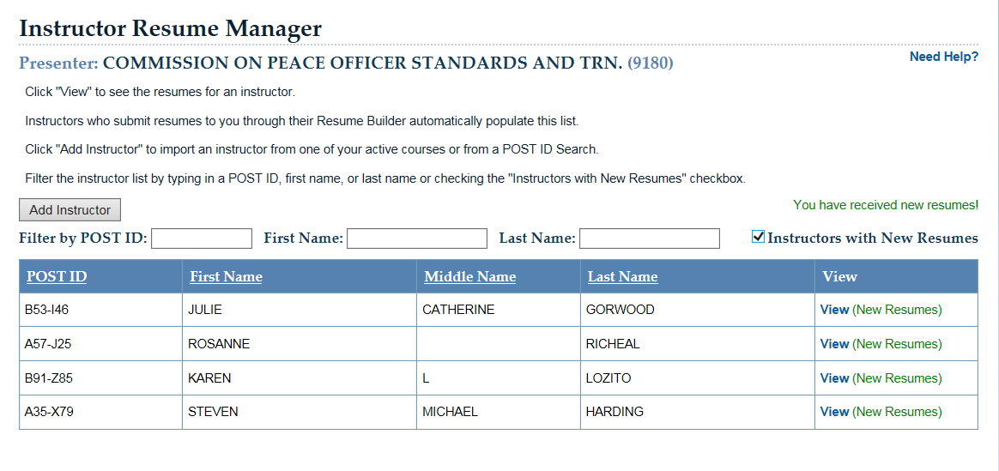 Instructor Resume Manager
Presenter: COMMISSION ON PEACE OFFICER STANDARDS AND TRN. (9180)
Need Help?
Click "View" to see the resumes for an instructor.
Instructors who submit resumes to you through their Resume Builder automatically populate this list.
Click "Add Instructor" to import an instructor from one of your active courses or from a POST ID Search.
Filter the instructor list by typing in a POST ID, first name, or last name or checking the "Instructors with New Resumes" checkbox.
You have received new resumes!
Add Instructor
Filter by POST ID: First Name: Last Name: Instructors with New Resumes
POST ID First Name Middle Name Last Name View
B53-I46 JULIE CATHERINE GORWOOD View (New Resumes)
A57-J25 ROSANNE RICHEAL View (New Resumes)
B91-Z85 KAREN L LOZITO View (New Resumes)
A35-X79 STEVEN MICHAEL HARDING View (New Resumes)